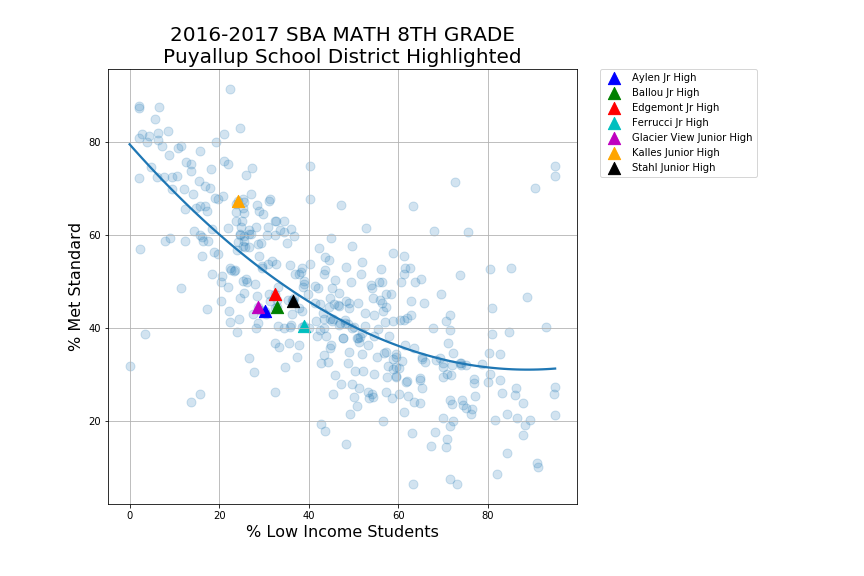 2016-2017 SBA MATH 8TH GRADE
Puyallup School District Highlighted
Aylen Jr High
Ballou Jr High
Edgemont Jr High
Ferrucci Jr High
Glacier View Junior High
Kalles Junior High
Stahl Junior High
% Met Standard
80
60
40
20
0 20 40 60 80
% Low Income Students